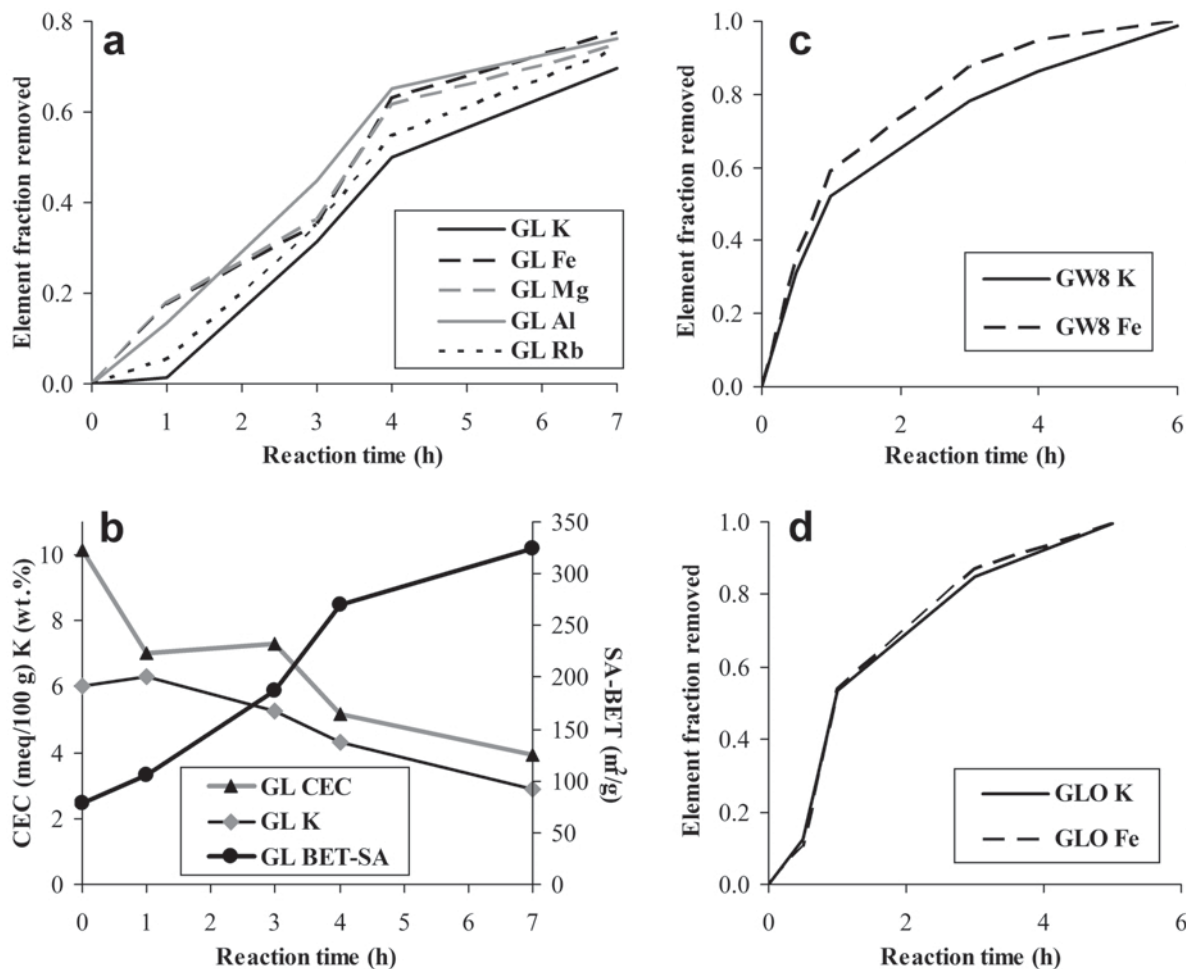 a
Element fraction removed
0.8
0.6
0.4
0.2
0.0
0 1 2 3 4 5 6 7
Reaction time (h)
GL K
GL Fe
GL Mg
GL Al
GL Rb
c
Element fraction removed
1.0
0.8
0.6
0.4
0.2
0.0
0 2 4 6
Reaction time (h)
GW8 K
GW8 Fe
b
CEC (meq/100 g) K (wt.%)
10
8
6
4
2
0
350
300
250
200
150
100
50
0
SA-BET (m²/g)
0 1 2 3 4 5 6 7
Reaction time (h)
GL CEC
GL K
GL BET-SA
d
Element fraction removed
1.0
0.8
0.6
0.4
0.2
0.0
0 2 4 6
Reaction time (h)
GLO K
GLO Fe